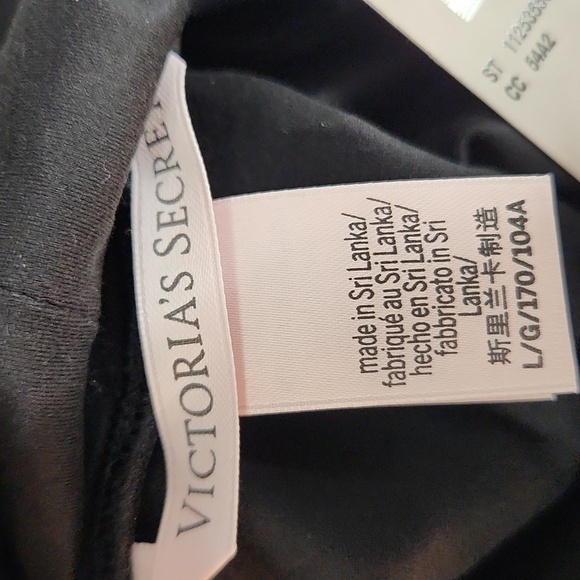 VICTORIA'S SECRET
made in Sri Lanka/
fabriqué au Sri Lanka/
hecho en Sri Lanka/
fabbricato in Sri
Lanka/
斯里兰卡制造
L/G/170/104A
ST
CC 5442